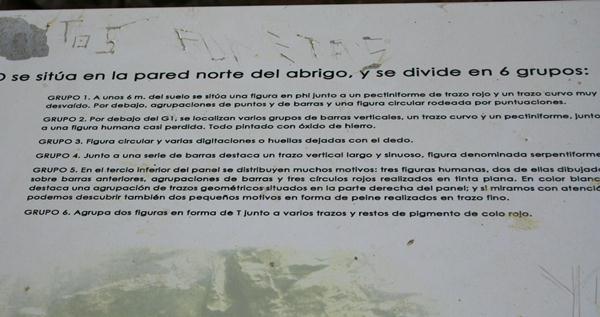 O se sitúa en la pared norte del abrigo, y se divide en 6 grupos:
GRUPO 1. A unos 6 m. del suelo se sitúa una figura en phi junto a un pectiniforme de trazo rojo y un trazo curvo muy
desvaído. Por debajo, agrupaciones de puntos y de barras y una figura circular rodeada por puntuaciones.
GRUPO 2. Por debajo del G1, se localizan varios grupos de barras verticales, un trazo curvo y un pectiniforme, junto
a una figura humana casi perdida. Todo pintado con óxido de hierro.
GRUPO 3. Figura circular y varias digitaciones o huellas dejadas con el dedo.
GRUPO 4. Junto a una serie de barras destaca un trazo vertical largo y sinuoso, figura denominada serpentiforme
GRUPO 5. En el tercio inferior del panel se distribuyen muchos motivos: tres figuras humanas, dos de ellas dibujad
sobre barras anteriores, agrupaciones de barras y tres círculos rojos realizados en tinta plana. En color blanc
destaca una agrupación de trazos geométricos situados en la parte derecha del panel; y si miramos con atenció
podemos descubrir también dos pequeños motivos en forma de peine realizados en trazo fino.
GRUPO 6. Agrupa dos figuras en forma de T junto a varios trazos y restos de pigmento de colo rojo.